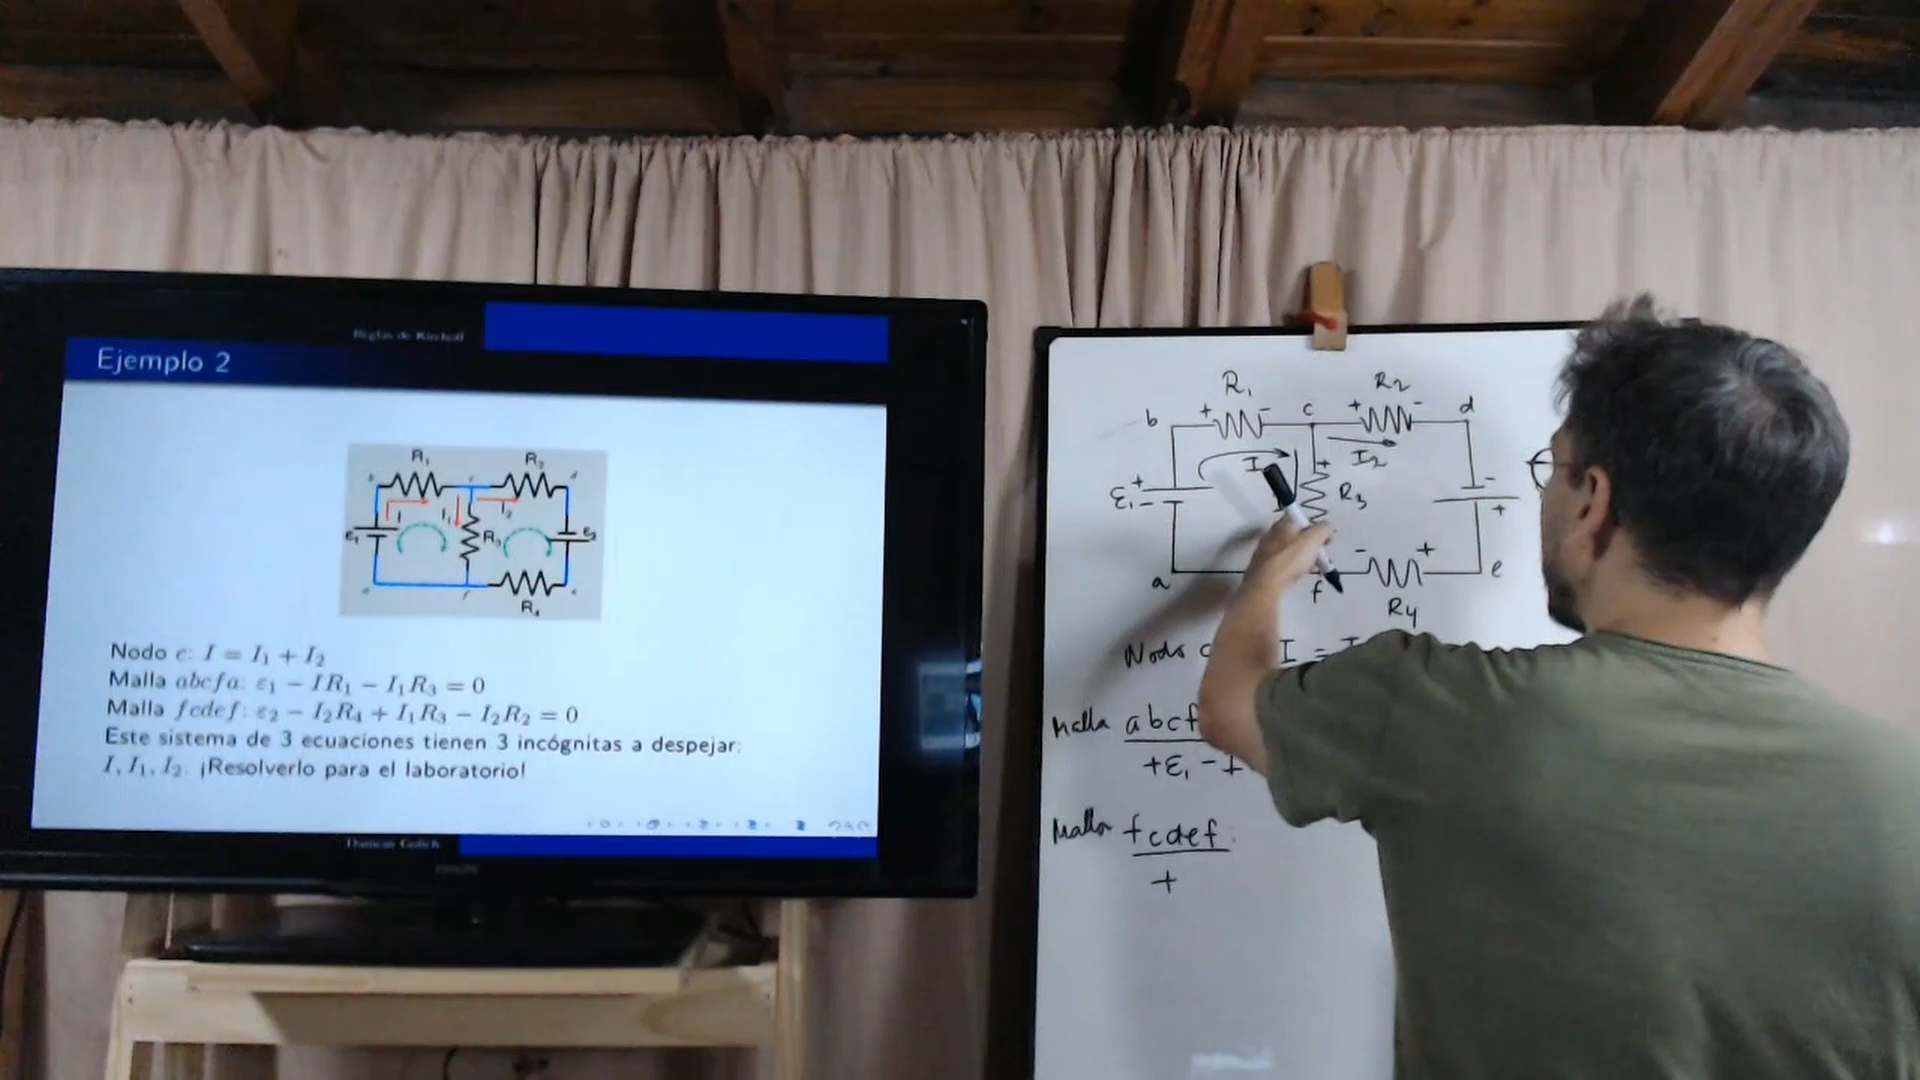 Reglas de Kirchoff
Ejemplo 2
R₁ R₂
I I₁ I₂
ε₁ R₃ ε₂
R₄
Nodo c: I = I₁ + I₂
Malla abcfa: ε₁ − IR₁ − I₁R₃ = 0
Malla fcdef: ε₂ − I₂R₄ + I₁R₃ − I₂R₂ = 0
Este sistema de 3 ecuaciones tienen 3 incógnitas a despejar:
I, I₁, I₂. ¡Resolverlo para el laboratorio!
PHILIPS
R₁ R₂
b + - c + - d
I I₂
ε₁ + - + R₃ - +
a f - + e
R₄
Nodo c I =
Malla abcf
+ε₁ -I
Malla fcdef:
+